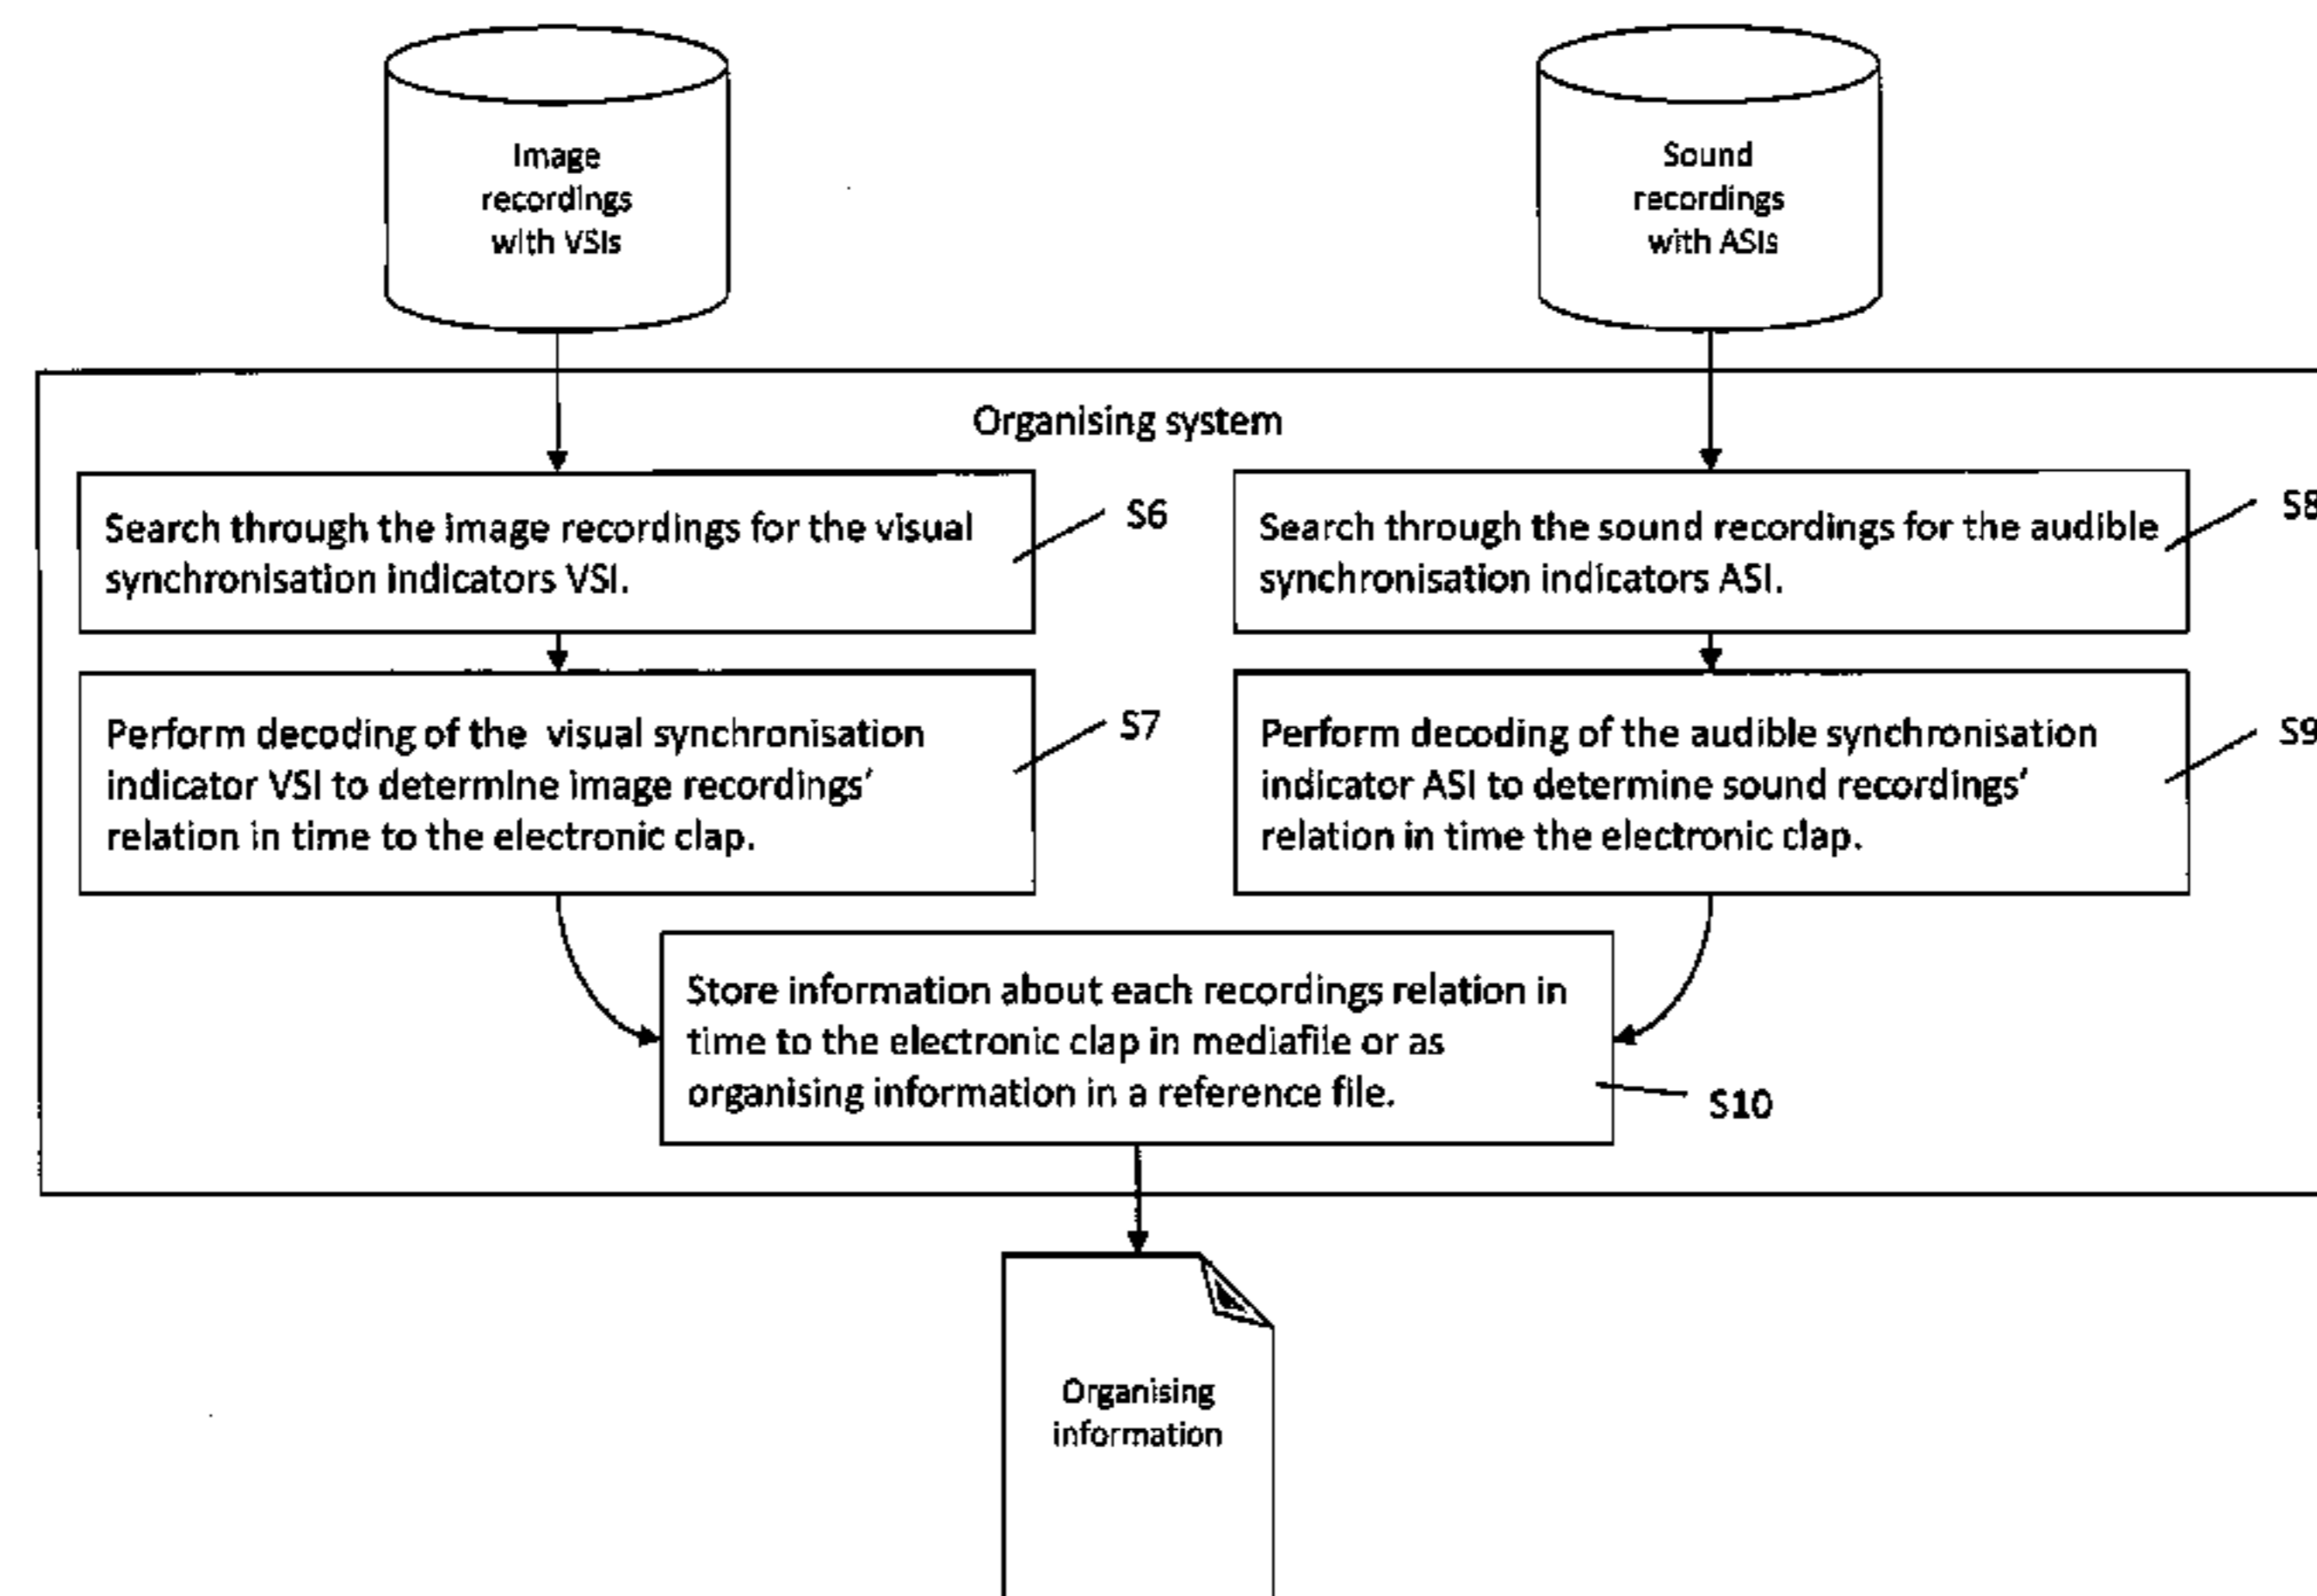 Image
recordings
with VSIs
Sound
recordings
with ASIs
Organising system
Search through the image recordings for the visual
synchronisation indicators VSI.
S6
Search through the sound recordings for the audible
synchronisation indicators ASI.
S8
Perform decoding of the visual synchronisation
indicator VSI to determine image recordings'
relation in time to the electronic clap.
S7
Perform decoding of the audible synchronisation
indicator ASI to determine sound recordings'
relation in time the electronic clap.
S9
Store information about each recordings relation in
time to the electronic clap in mediafile or as
organising information in a reference file.
S10
Organising
information